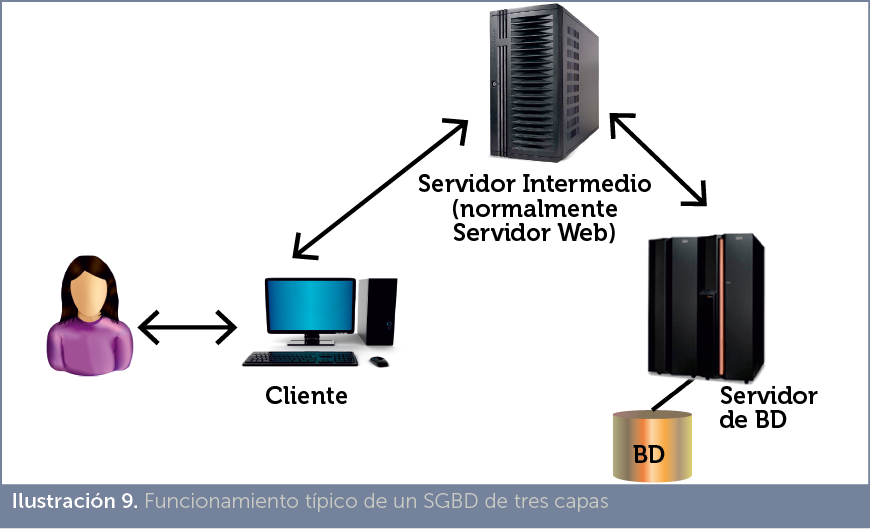 Servidor Intermedio
(normalmente
Servidor Web)
Cliente
Servidor
de BD
BD
Ilustración 9. Funcionamiento típico de un SGBD de tres capas